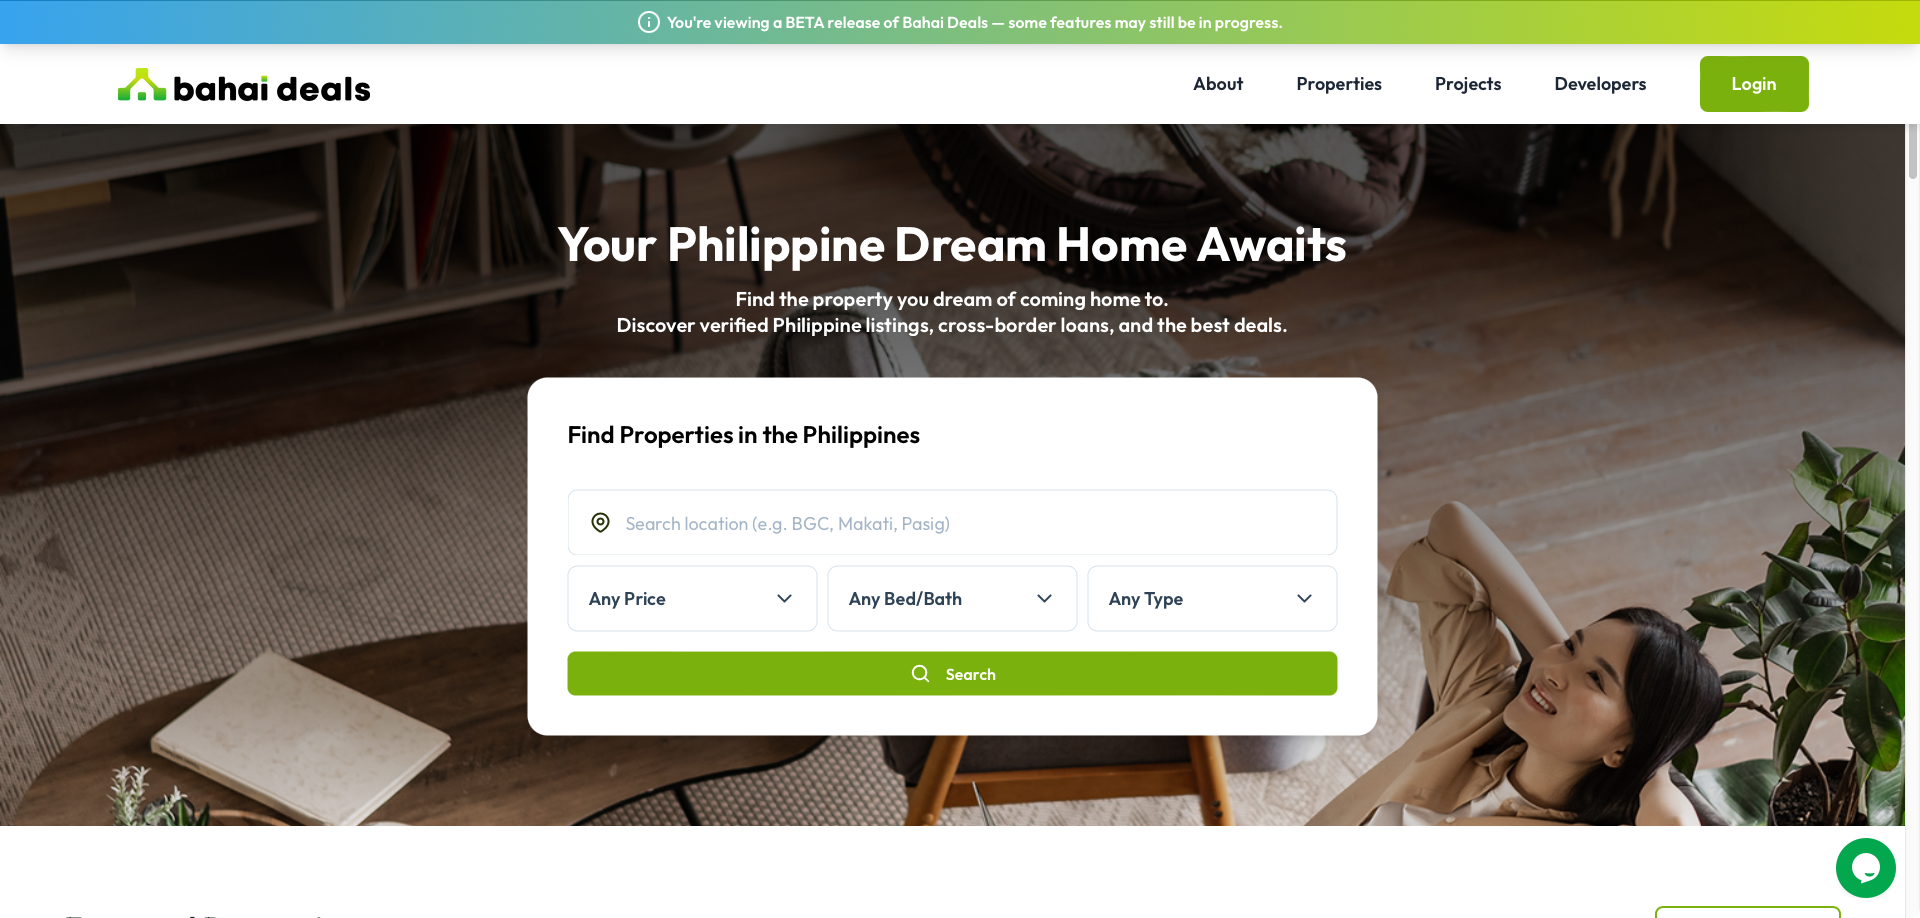 You're viewing a BETA release of Bahai Deals — some features may still be in progress.
bahai deals
About
Properties
Projects
Developers
Login
Your Philippine Dream Home Awaits
Find the property you dream of coming home to.
Discover verified Philippine listings, cross-border loans, and the best deals.
Find Properties in the Philippines
Search location (e.g. BGC, Makati, Pasig)
Any Price
Any Bed/Bath
Any Type
Search